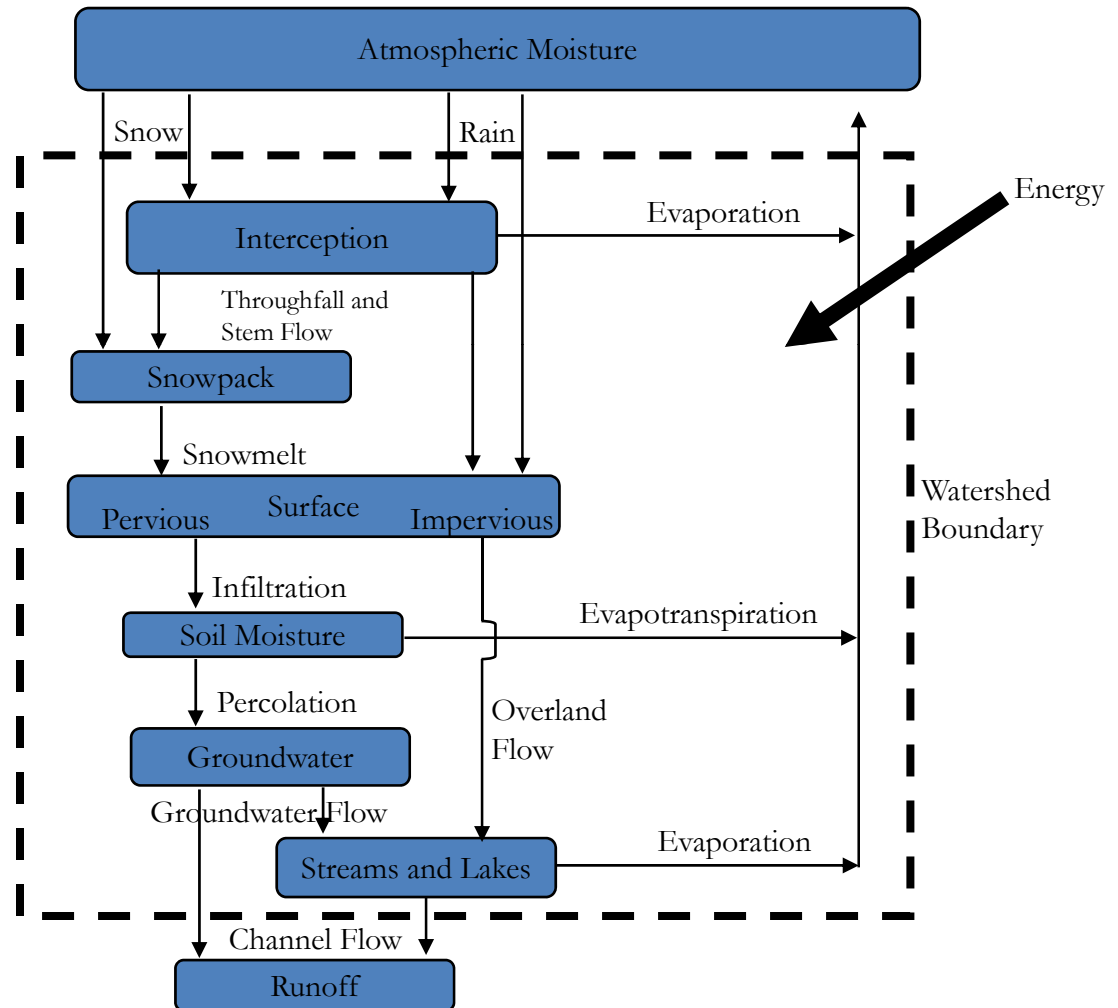 Atmospheric Moisture
Snow
Rain
Energy
Evaporation
Interception
Throughfall and
Stem Flow
Snowpack
Snowmelt
Surface
Pervious
Impervious
Watershed
Boundary
Infiltration
Evapotranspiration
Soil Moisture
Percolation
Overland
Flow
Groundwater
Groundwater Flow
Evaporation
Streams and Lakes
Channel Flow
Runoff